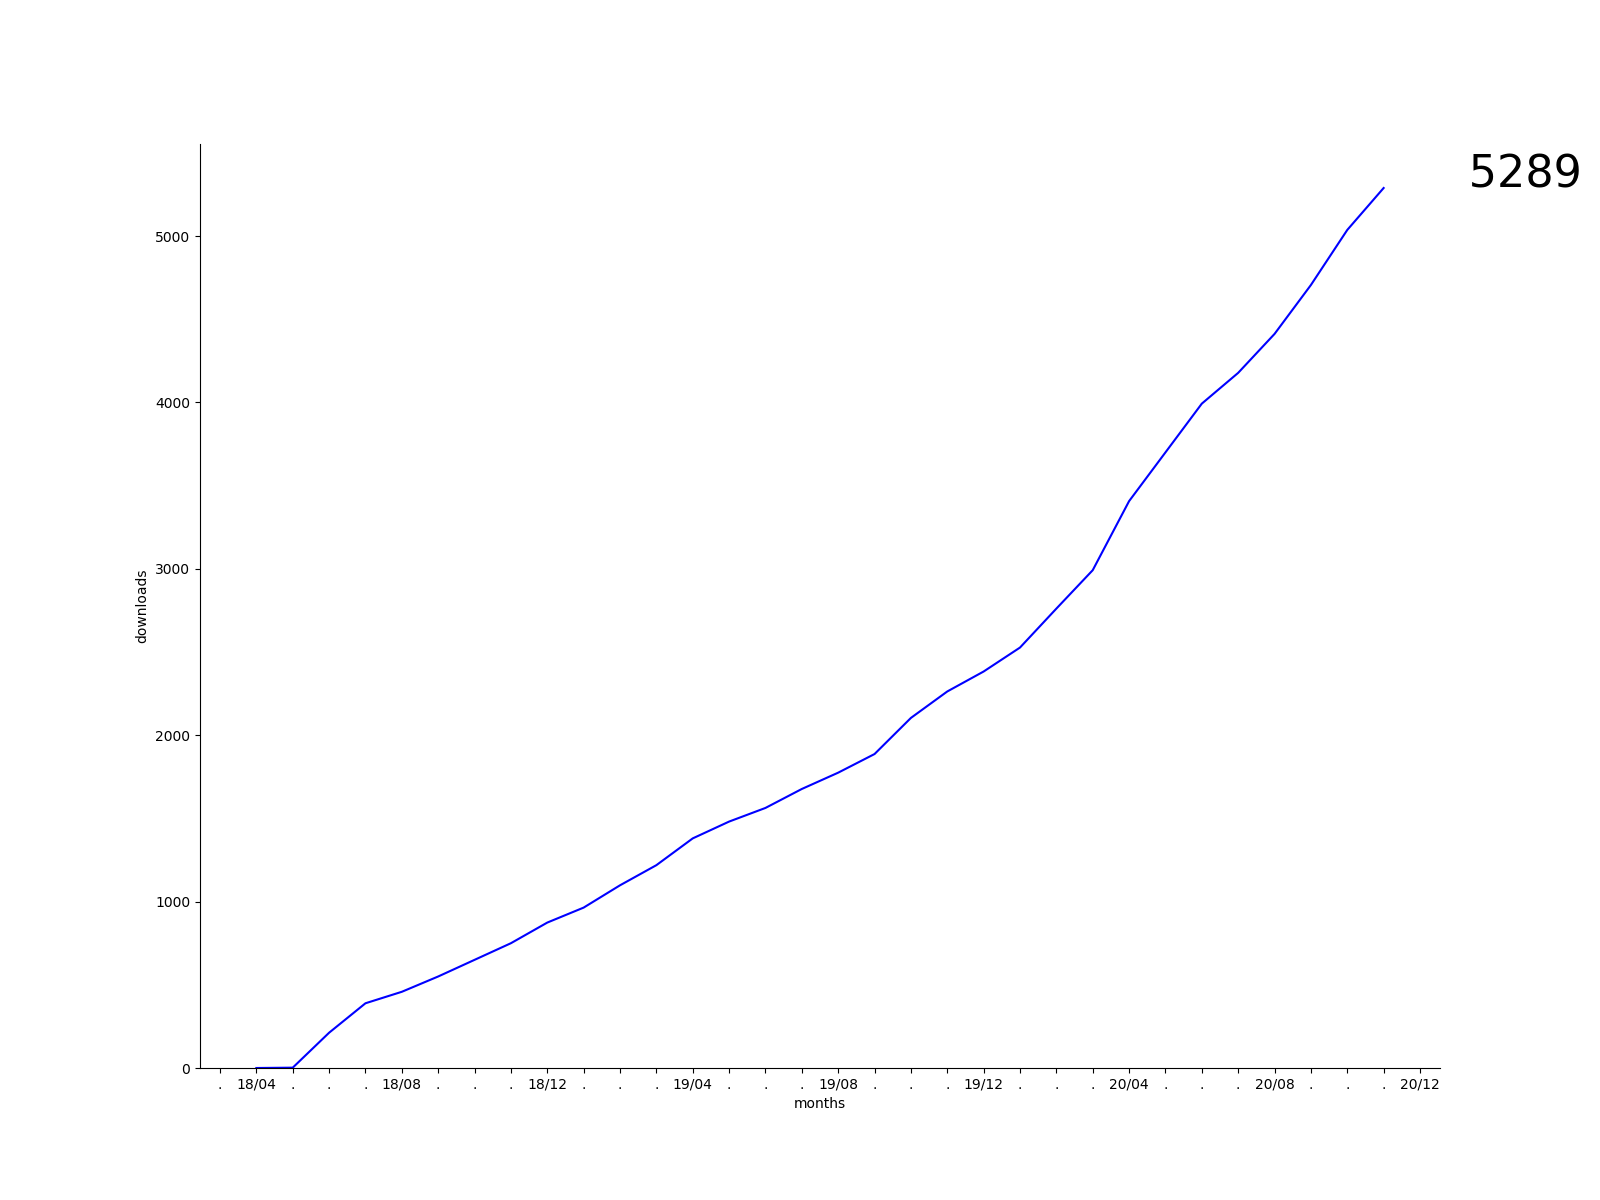 5289
5000
4000
3000
2000
1000
0
downloads
. 18/04 . . . 18/08 . . . 18/12 . . . 19/04 . . . 19/08 . . . 19/12 . . . 20/04 . . . 20/08 . . . 20/12
months